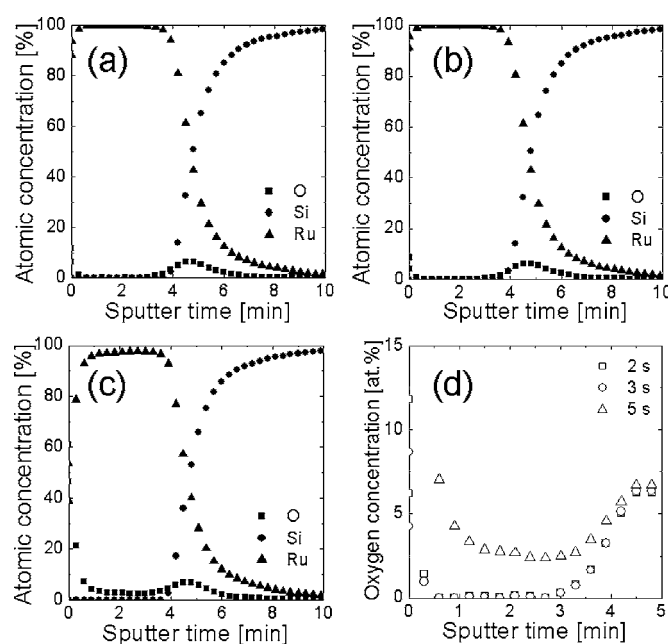 Atomic concentration [%]
100
80
60
40
20
0
(a)
O
Si
Ru
0 2 4 6 8 10
Sputter time [min]
Atomic concentration [%]
100
80
60
40
20
0
(b)
O
Si
Ru
0 2 4 6 8 10
Sputter time [min]
Atomic concentration [%]
100
80
60
40
20
0
(c)
O
Si
Ru
0 2 4 6 8 10
Sputter time [min]
Oxygen concentration [at.%]
15
10
5
0
(d)
2 s
3 s
5 s
0 1 2 3 4 5
Sputter time [min]